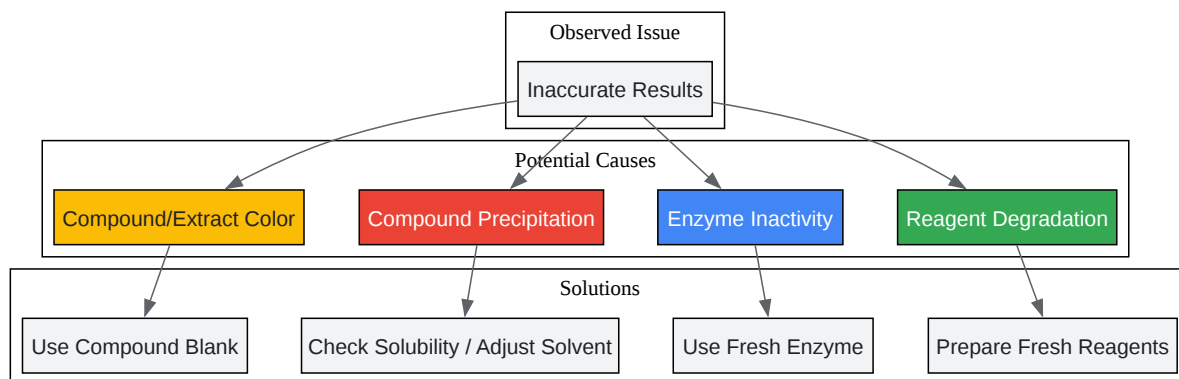 Observed Issue
Inaccurate Results
Potential Causes
Compound/Extract Color
Compound Precipitation
Enzyme Inactivity
Reagent Degradation
Solutions
Use Compound Blank
Check Solubility / Adjust Solvent
Use Fresh Enzyme
Prepare Fresh Reagents